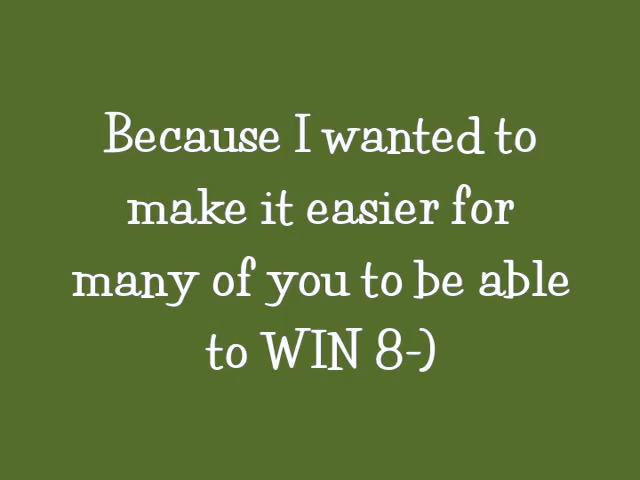 Because I wanted to
make it easier for
many of you to be able
to WIN 8-)